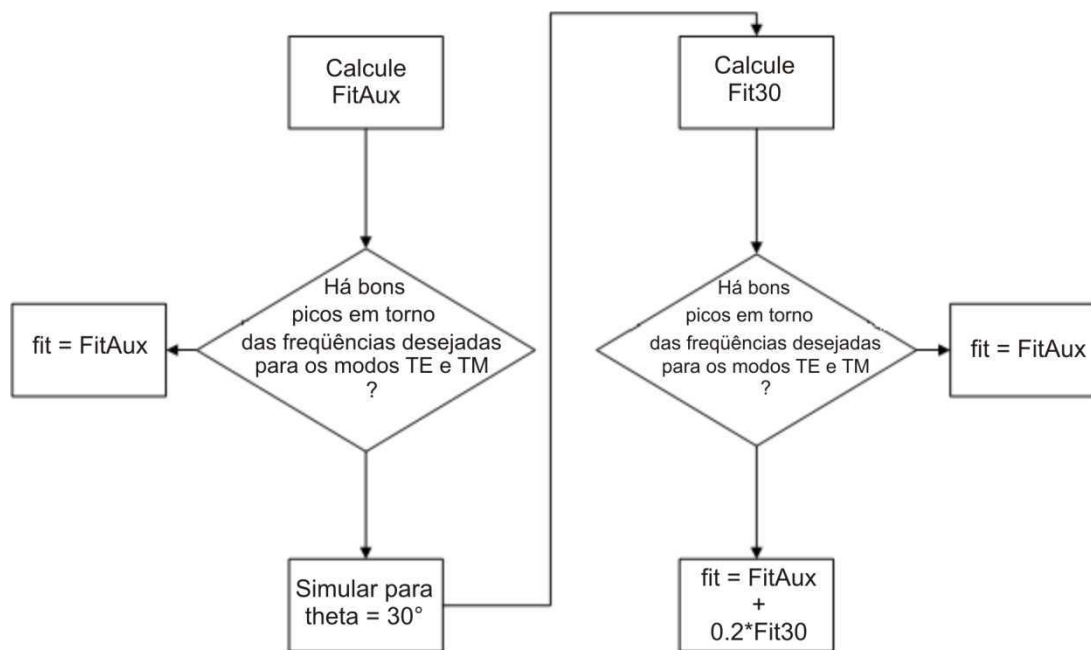 Calcule
FitAux
Há bons
picos em torno
das freqüências desejadas
para os modos TE e TM
?
fit = FitAux
Simular para
theta = 30°
Calcule
Fit30
Há bons
picos em torno
das freqüências desejadas
para os modos TE e TM
?
fit = FitAux
fit = FitAux
+
0.2*Fit30